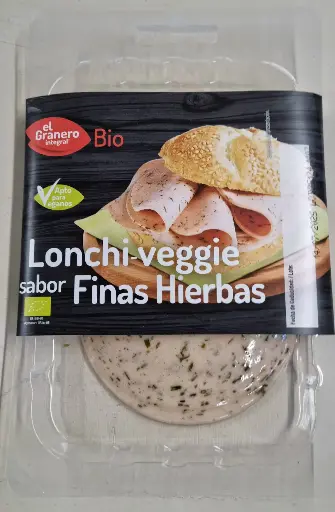 el
Granero
integral
Bio
Apto
para
veganos
Lonchi-veggie
sabor Finas Hierbas